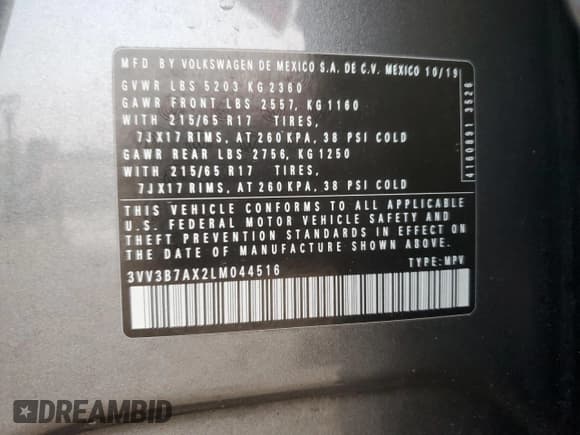 MFD BY VOLKSWAGEN DE MEXICO S.A. DE C.V. MEXICO 10/19
GVWR LBS 5203 KG 2360
GAWR FRONT LBS 2557, KG 1160
WITH 215/65 R17 TIRES,
7JX17 RIMS, AT 260 KPA, 38 PSI COLD
GAWR REAR LBS 2756, KG 1250
WITH 215/65 R17 TIRES,
7JX17 RIMS, AT 260 KPA, 38 PSI COLD
THIS VEHICLE CONFORMS TO ALL APPLICABLE
U.S. FEDERAL MOTOR VEHICLE SAFETY AND
THEFT PREVENTION STANDARDS IN EFFECT ON
THE DATE OF MANUFACTURE SHOWN ABOVE.
3VV3B7AX2LM044516 TYPE: MPV
4160891 3526
DREAMBID